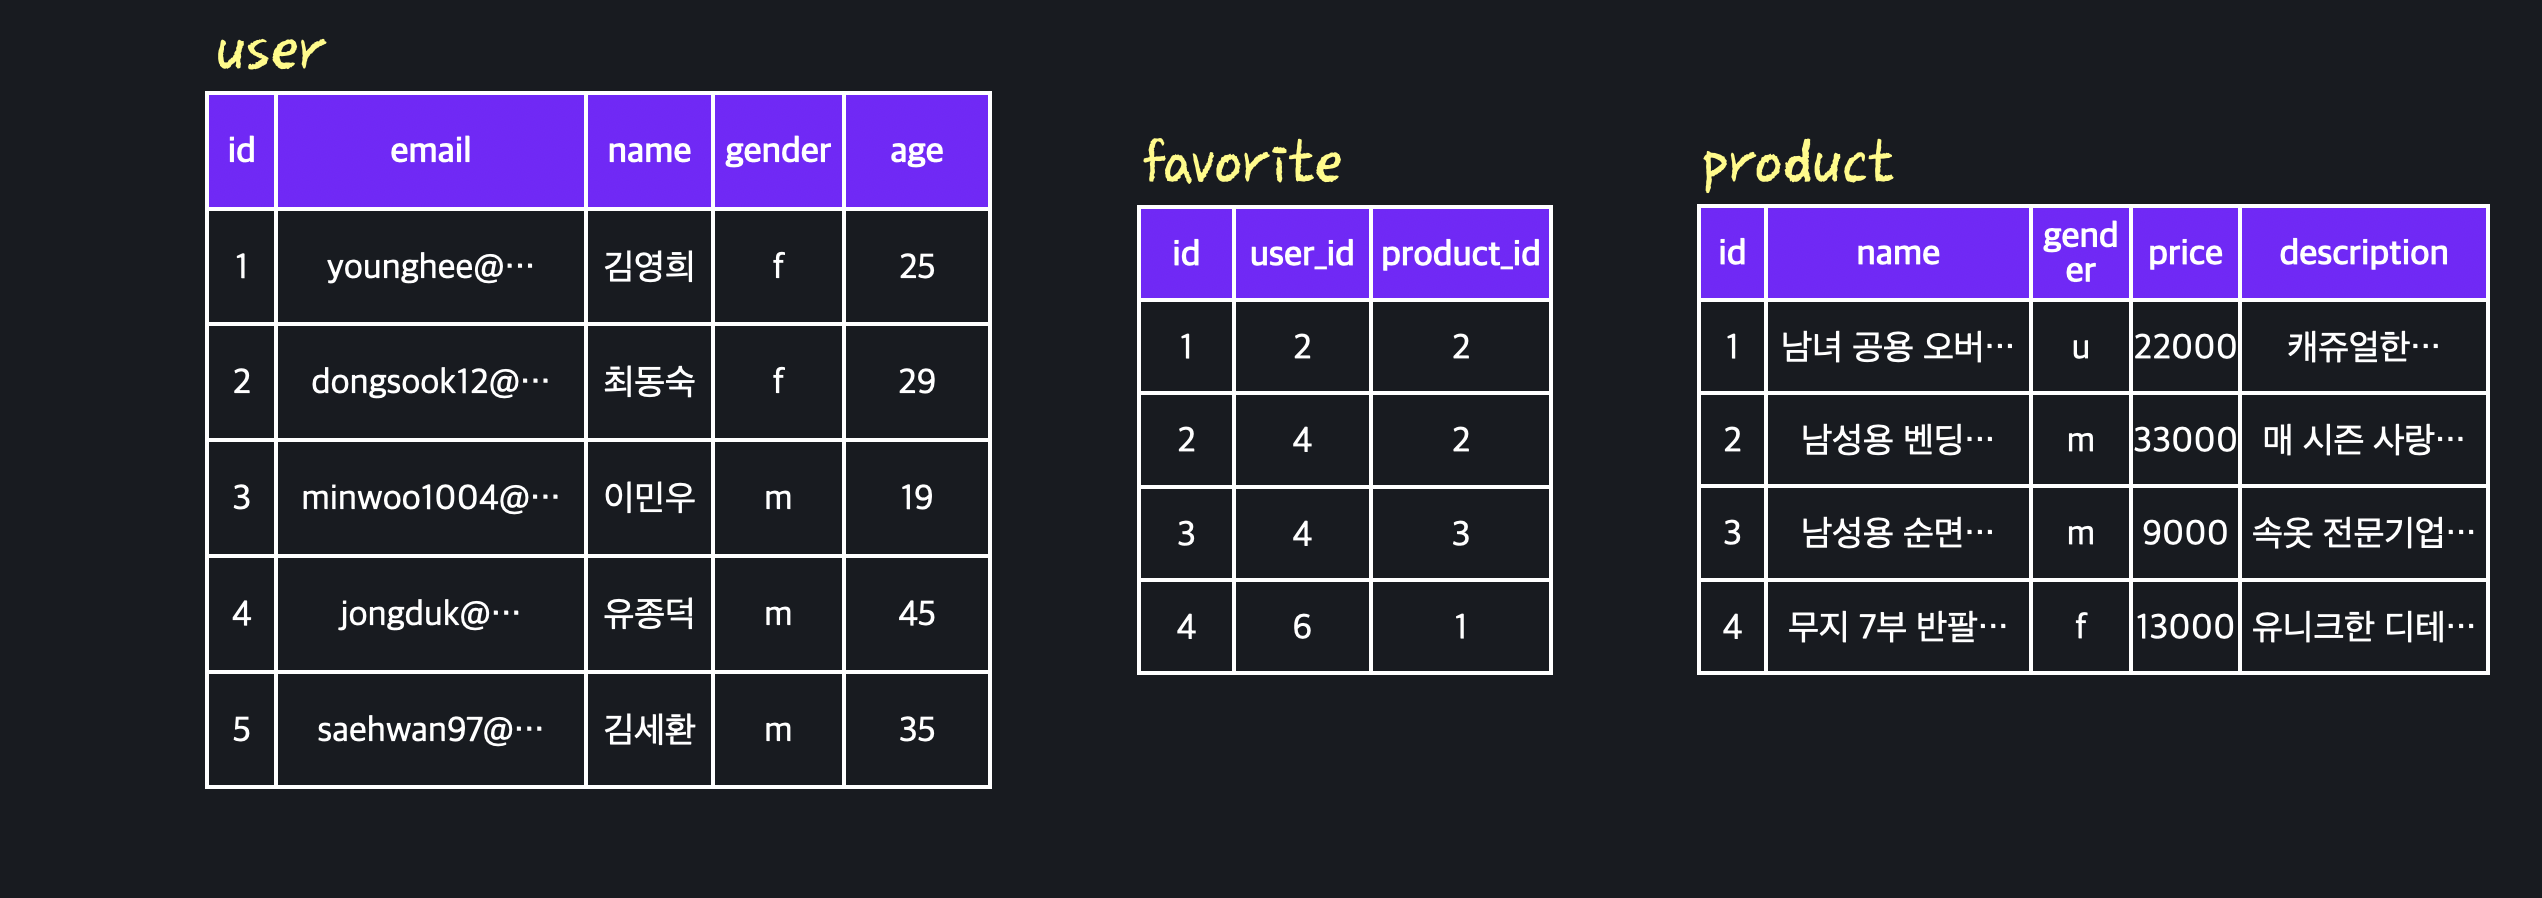 user
id email name gender age
1 younghee@… 김영희 f 25
2 dongsook12@… 최동숙 f 29
3 minwoo1004@… 이민우 m 19
4 jongduk@… 유종덕 m 45
5 saehwan97@… 김세환 m 35
favorite
id user_id product_id
1 2 2
2 4 2
3 4 3
4 6 1
product
id name gend
er price description
1 남녀 공용 오버… u 22000 캐쥬얼한…
2 남성용 벤딩… m 33000 매 시즌 사랑…
3 남성용 순면… m 9000 속옷 전문기업…
4 무지 7부 반팔… f 13000 유니크한 디테…